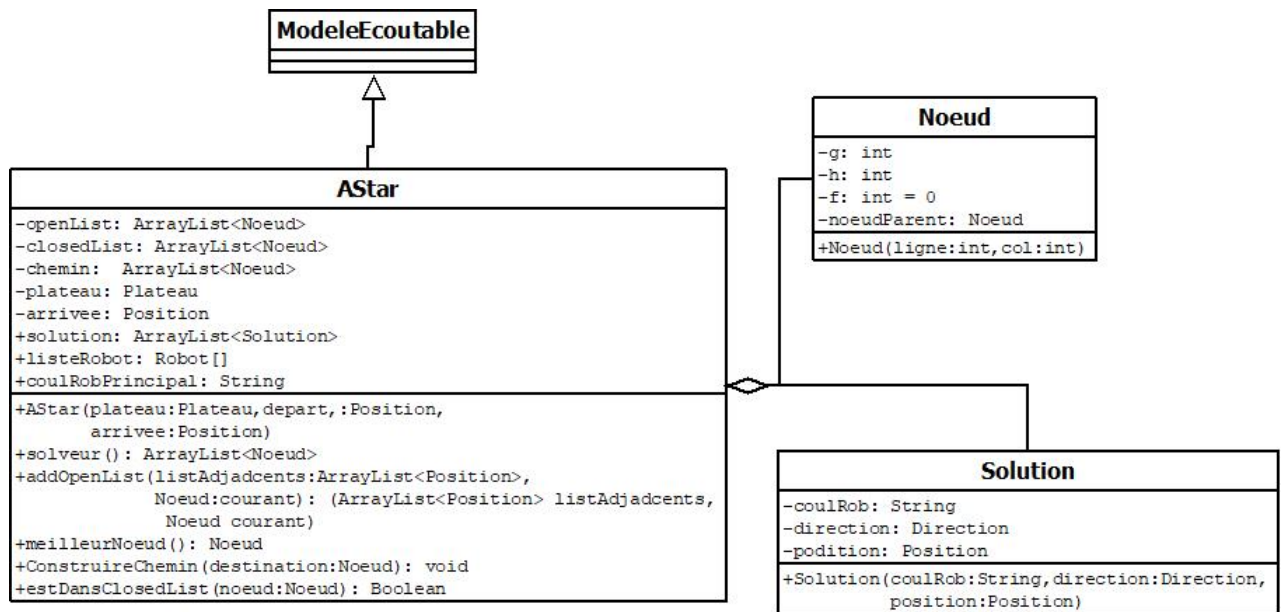 ModeleEcoutable
AStar
-openList: ArrayList<Noeud>
-closedList: ArrayList<Noeud>
-chemin:  ArrayList<Noeud>
-plateau: Plateau
-arrivee: Position
+solution: ArrayList<Solution>
+listeRobot: Robot[]
+coulRobPrincipal: String
+AStar(plateau:Plateau,depart,:Position,
arrivee:Position)
+solveur(): ArrayList<Noeud>
+addOpenList(listAdjadcents:ArrayList<Position>,
Noeud:courant): (ArrayList<Position> listAdjadcents,
Noeud courant)
+meilleurNoeud(): Noeud
+ConstruireChemin(destination:Noeud): void
+estDansClosedList(noeud:Noeud): Boolean
Noeud
-g: int
-h: int
-f: int = 0
-noeudParent: Noeud
+Noeud(ligne:int,col:int)
Solution
-coulRob: String
-direction: Direction
-podition: Position
+Solution(coulRob:String,direction:Direction,
position:Position)